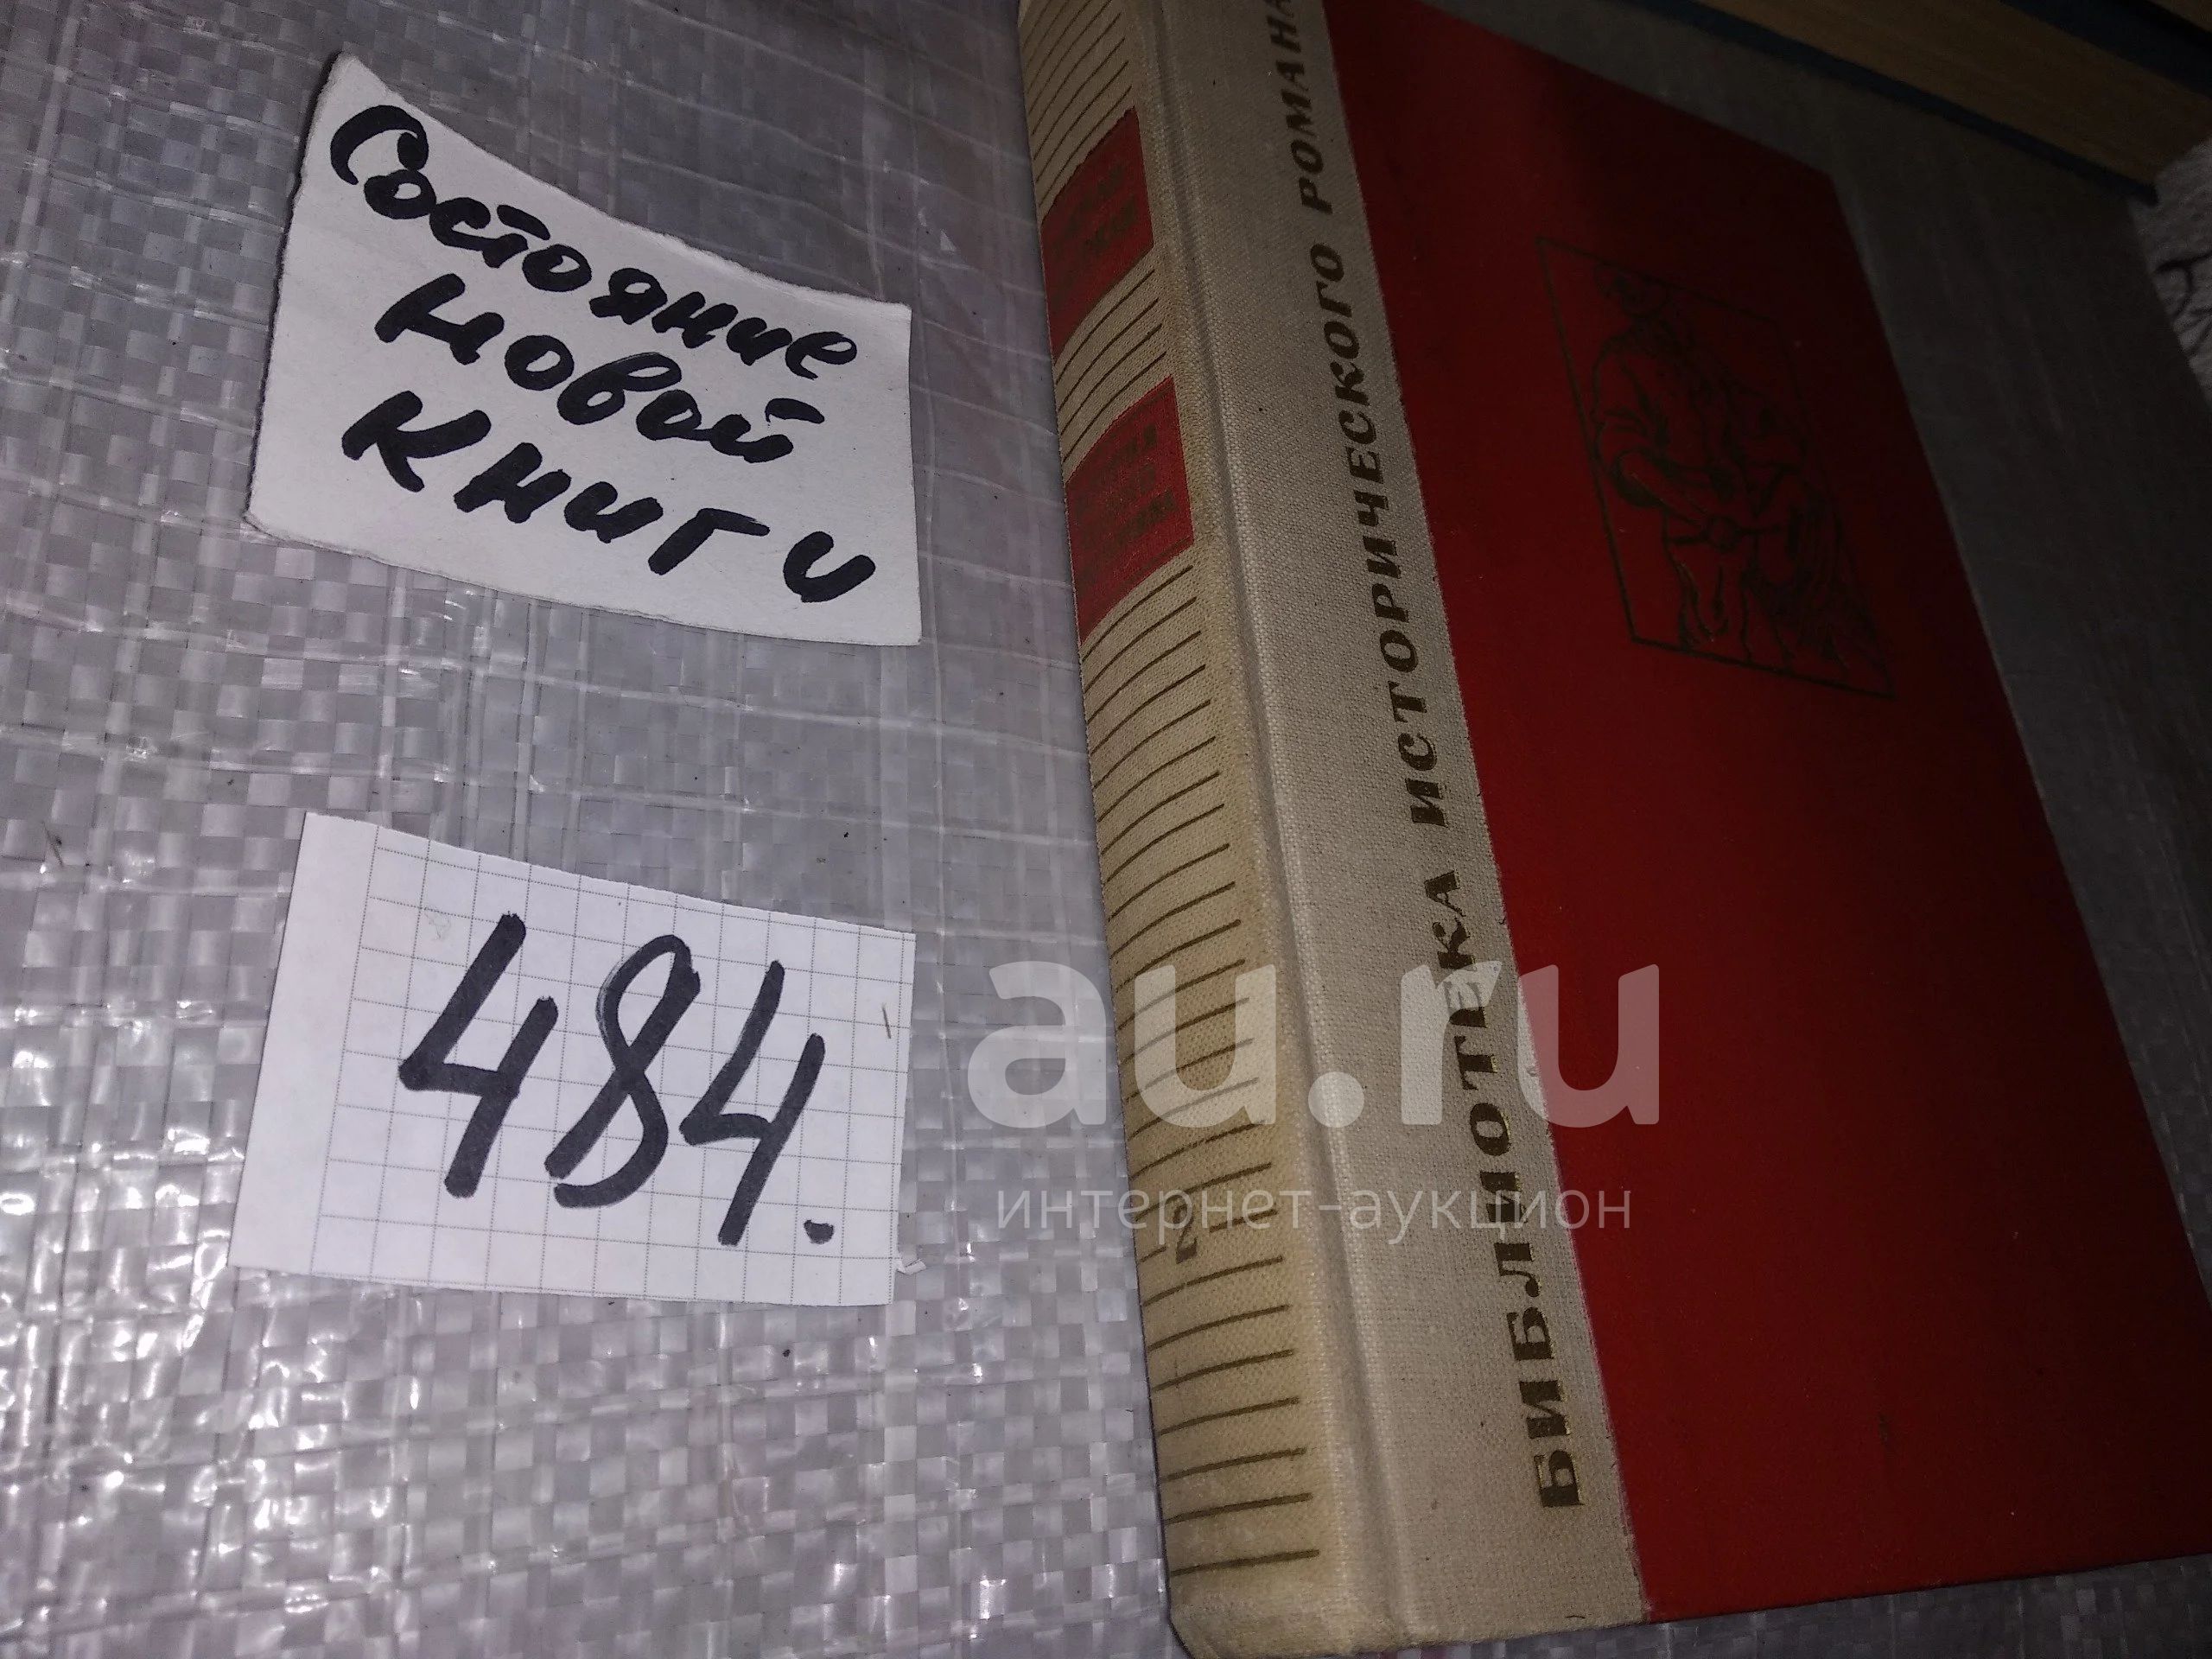 Состояние
новой
книги
484.
БИБЛИОТЕКА ИСТОРИЧЕСКОГО РОМАНА
2
au.ru
интернет-аукцион